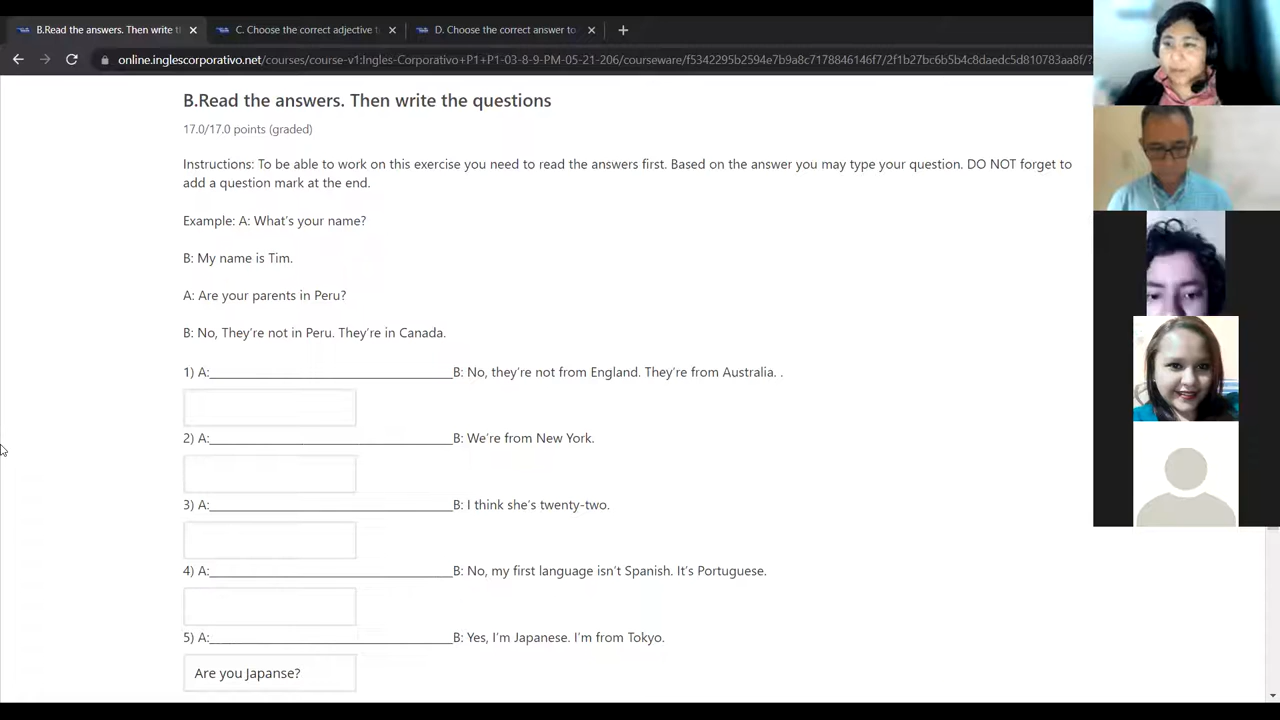 B.Read the answers. Then write th
C. Choose the correct adjective t
D. Choose the correct answer to
online.inglescorporativo.net/courses/course-v1:Ingles-Corporativo+P1+P1-03-8-9-PM-05-21-206/courseware/f5342295b2594e7b9a8c7178846146f7/2f1b27bc6b5b4c8daedc5d810783aa8f/?
B.Read the answers. Then write the questions
17.0/17.0 points (graded)
Instructions: To be able to work on this exercise you need to read the answers first. Based on the answer you may type your question. DO NOT forget to
add a question mark at the end.
Example: A: What's your name?
B: My name is Tim.
A: Are your parents in Peru?
B: No, They're not in Peru. They're in Canada.
1) A:___________________________________B: No, they're not from England. They're from Australia. .
2) A:___________________________________B: We're from New York.
3) A:___________________________________B: I think she's twenty-two.
4) A:___________________________________B: No, my first language isn't Spanish. It's Portuguese.
5) A:___________________________________B: Yes, I'm Japanese. I'm from Tokyo.
Are you Japanse?